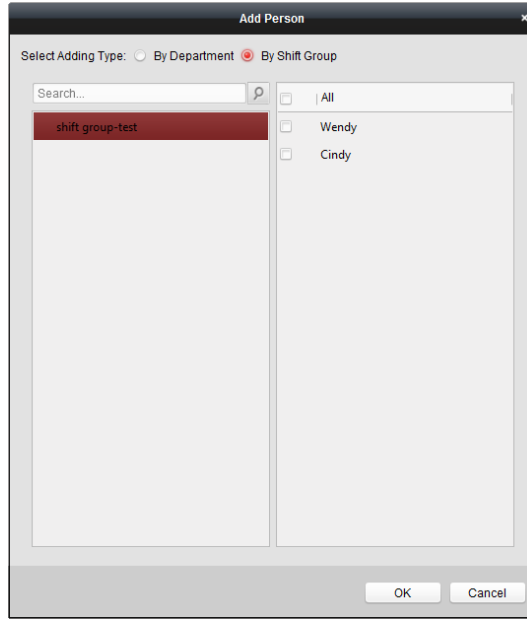 Add Person
Select Adding Type: By Department By Shift Group
Search...
All
shift group-test
Wendy
Cindy
OK Cancel